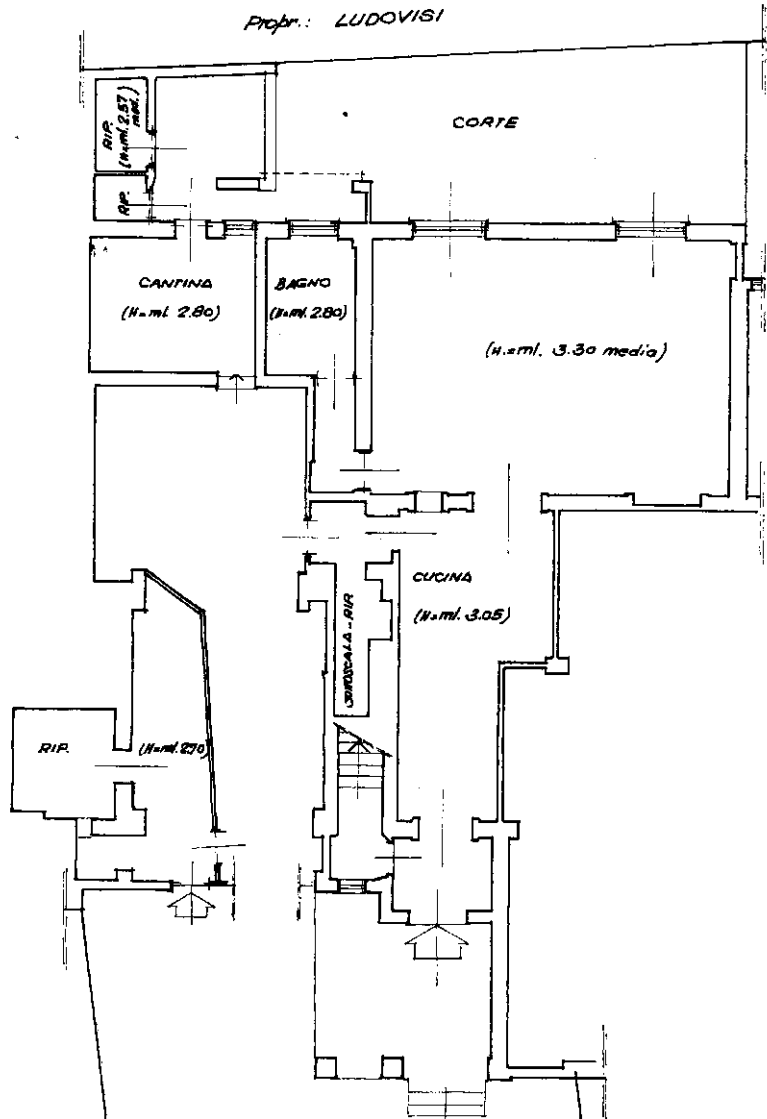 Propr.: LUDOVISI
RIP.
(H=ml. 2.57)
med.
CORTE
RIP.
CANTINA
(H=ml. 2.80)
BAGNO
(H=ml. 2.80)
(H.=ml. 3.30 media)
CUCINA
(H=ml. 3.05)
SOTTOSCALA-RIP.
RIP.
(H=ml. 2.70)